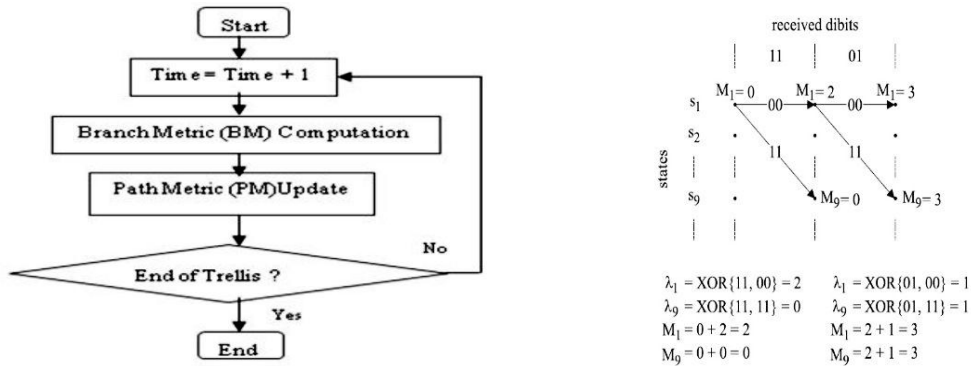 Start
Time = Time + 1
Branch Metric (BM) Computation
Path Metric (PM) Update
End of Trellis ?
No
Yes
End
received dibits
11 01
M₁= 0 M₁= 2 M₁= 3
s₁ 00 00
s₂
11 11
states
s₉ M₉= 0 M₉= 3
λ₁ = XOR{11, 00} = 2 λ₁ = XOR{01, 00} = 1
λ₉ = XOR{11, 11} = 0 λ₉ = XOR{01, 11} = 1
M₁ = 0 + 2 = 2 M₁ = 2 + 1 = 3
M₉ = 0 + 0 = 0 M₉ = 2 + 1 = 3